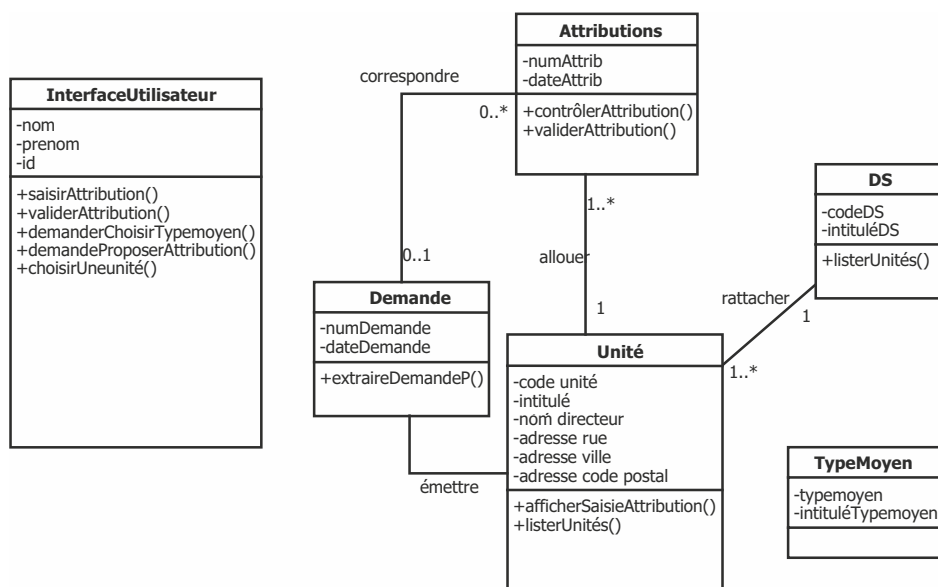 Attributions
-numAttrib
-dateAttrib
+contrôlerAttribution()
+validerAttribution()
correspondre
0..*
InterfaceUtilisateur
-nom
-prenom
-id
+saisirAttribution()
+validerAttribution()
+demanderChoisirTypemoyen()
+demandeProposerAttribution()
+choisirUneunité()
DS
-codeDS
-intituléDS
+listerUnités()
1..*
allouer
1
0..1
Demande
-numDemande
-dateDemande
+extraireDemandeP()
rattacher
1
1..*
Unité
-code unité
-intitulé
-nom directeur
-adresse rue
-adresse ville
-adresse code postal
+afficherSaisieAttribution()
+listerUnités()
émettre
TypeMoyen
-typemoyen
-intituléTypemoyen